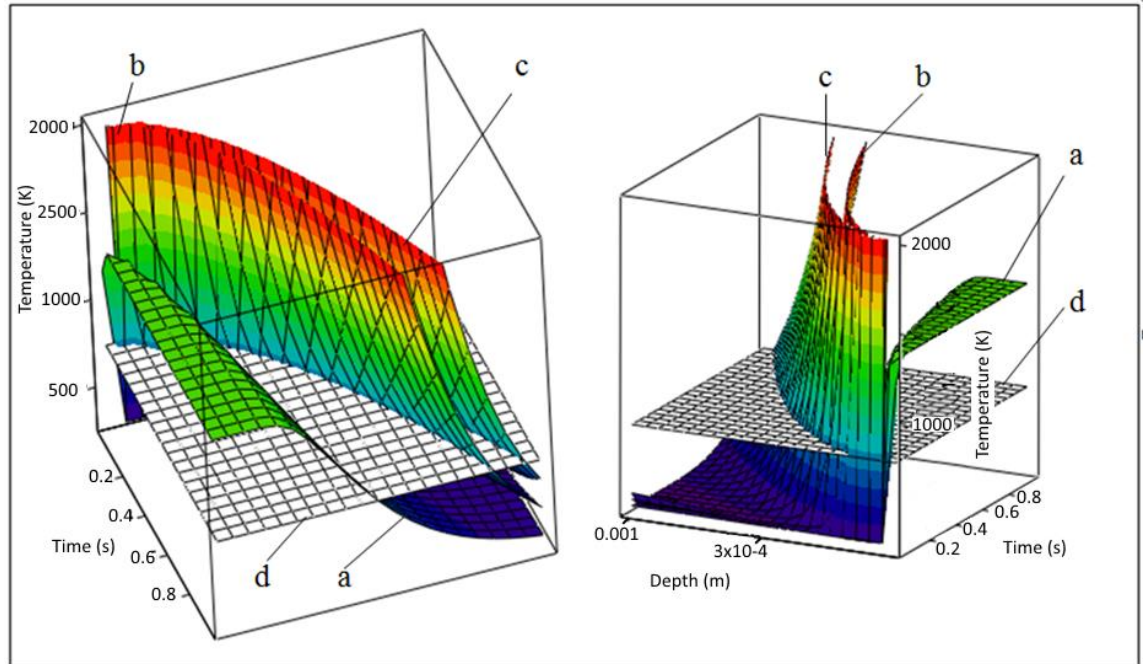 b
c
2000
2500
1000
500
Temperature (K)
0.2
0.4
0.6
0.8
Time (s)
d
a
c
b
a
d
2000
1000
Temperature (K)
0.8
0.6
0.4
0.2
Time (s)
0.001
3x10-4
Depth (m)